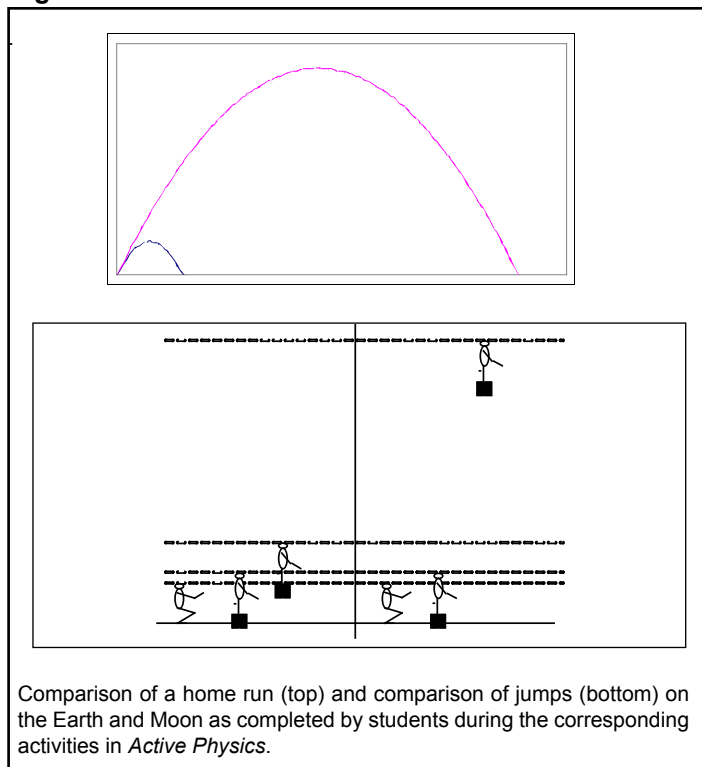 Comparison of a home run (top) and comparison of jumps (bottom) on
the Earth and Moon as completed by students during the corresponding
activities in Active Physics.